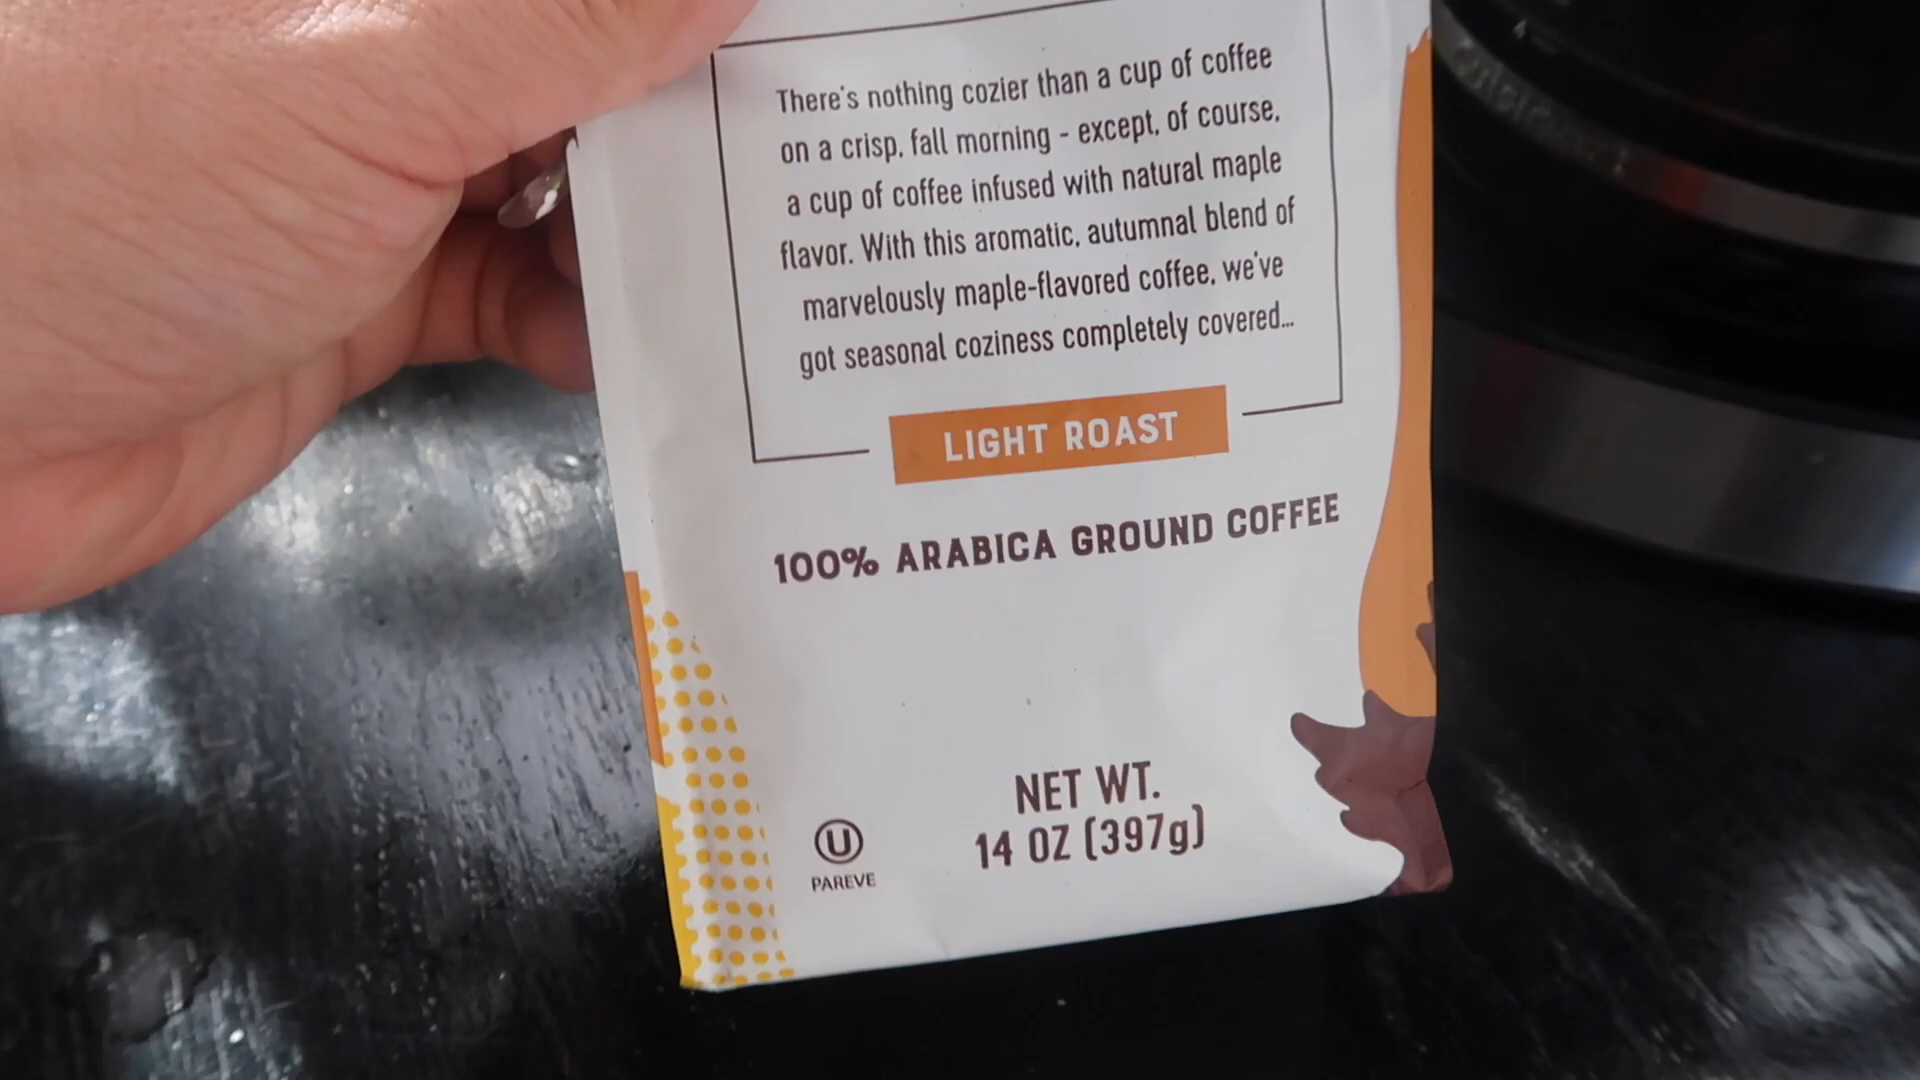 There's nothing cozier than a cup of coffee
on a crisp, fall morning - except, of course,
a cup of coffee infused with natural maple
flavor. With this aromatic, autumnal blend of
marvelously maple-flavored coffee, we've
got seasonal coziness completely covered...
LIGHT ROAST
100% ARABICA GROUND COFFEE
NET WT.
14 OZ (397g)
U
PAREVE